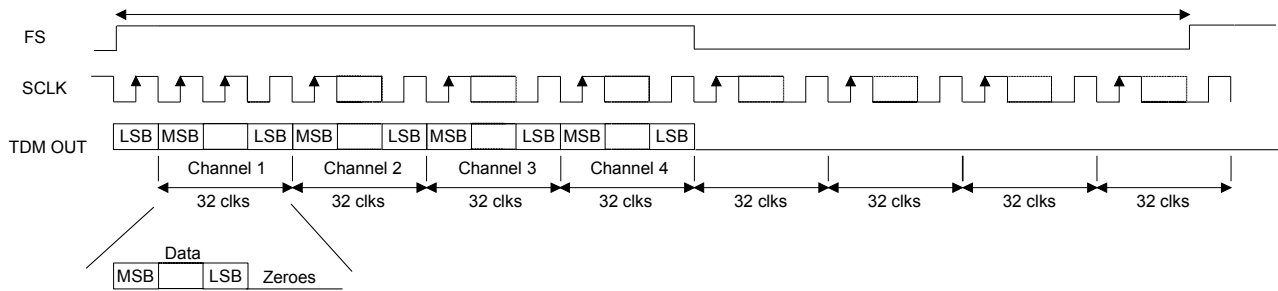 FS
SCLK
TDM OUT
LSB MSB LSB MSB LSB MSB LSB MSB LSB
Channel 1 Channel 2 Channel 3 Channel 4
32 clks 32 clks 32 clks 32 clks 32 clks 32 clks 32 clks 32 clks
Data
MSB LSB Zeroes